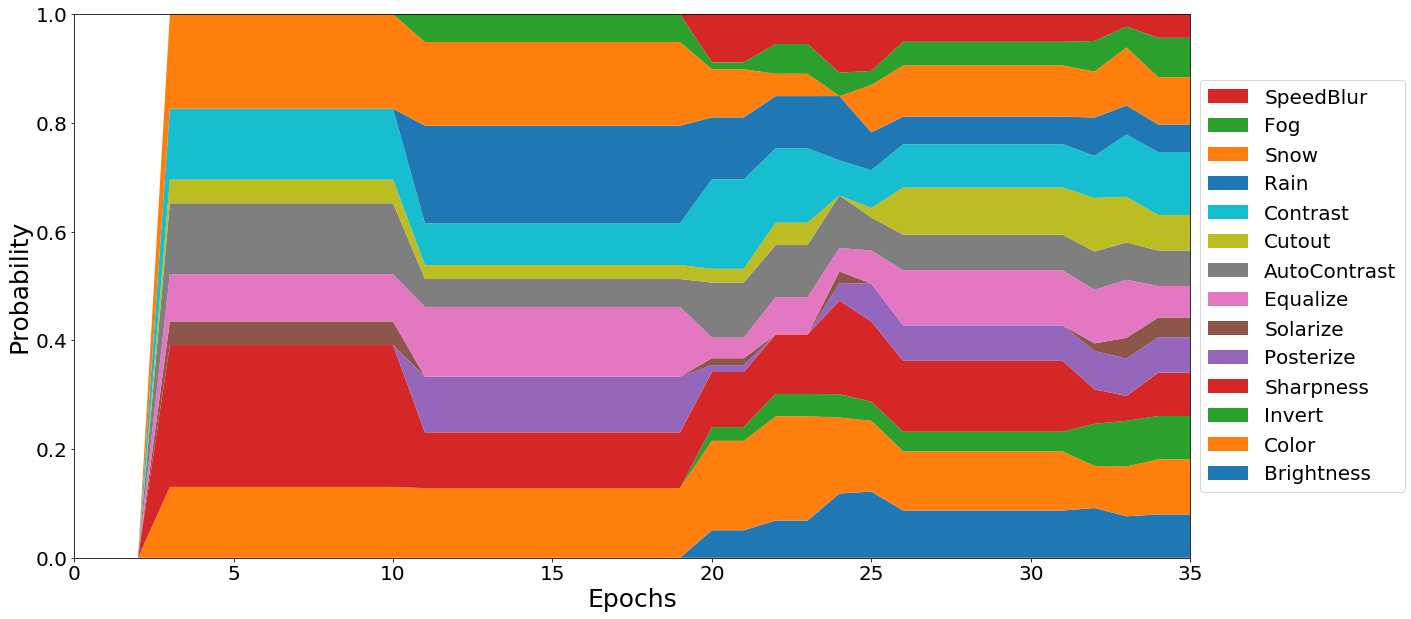 1.0
0.8
0.6
0.4
0.2
0.0
Probability
0 5 10 15 20 25 30 35
Epochs
SpeedBlur
Fog
Snow
Rain
Contrast
Cutout
AutoContrast
Equalize
Solarize
Posterize
Sharpness
Invert
Color
Brightness